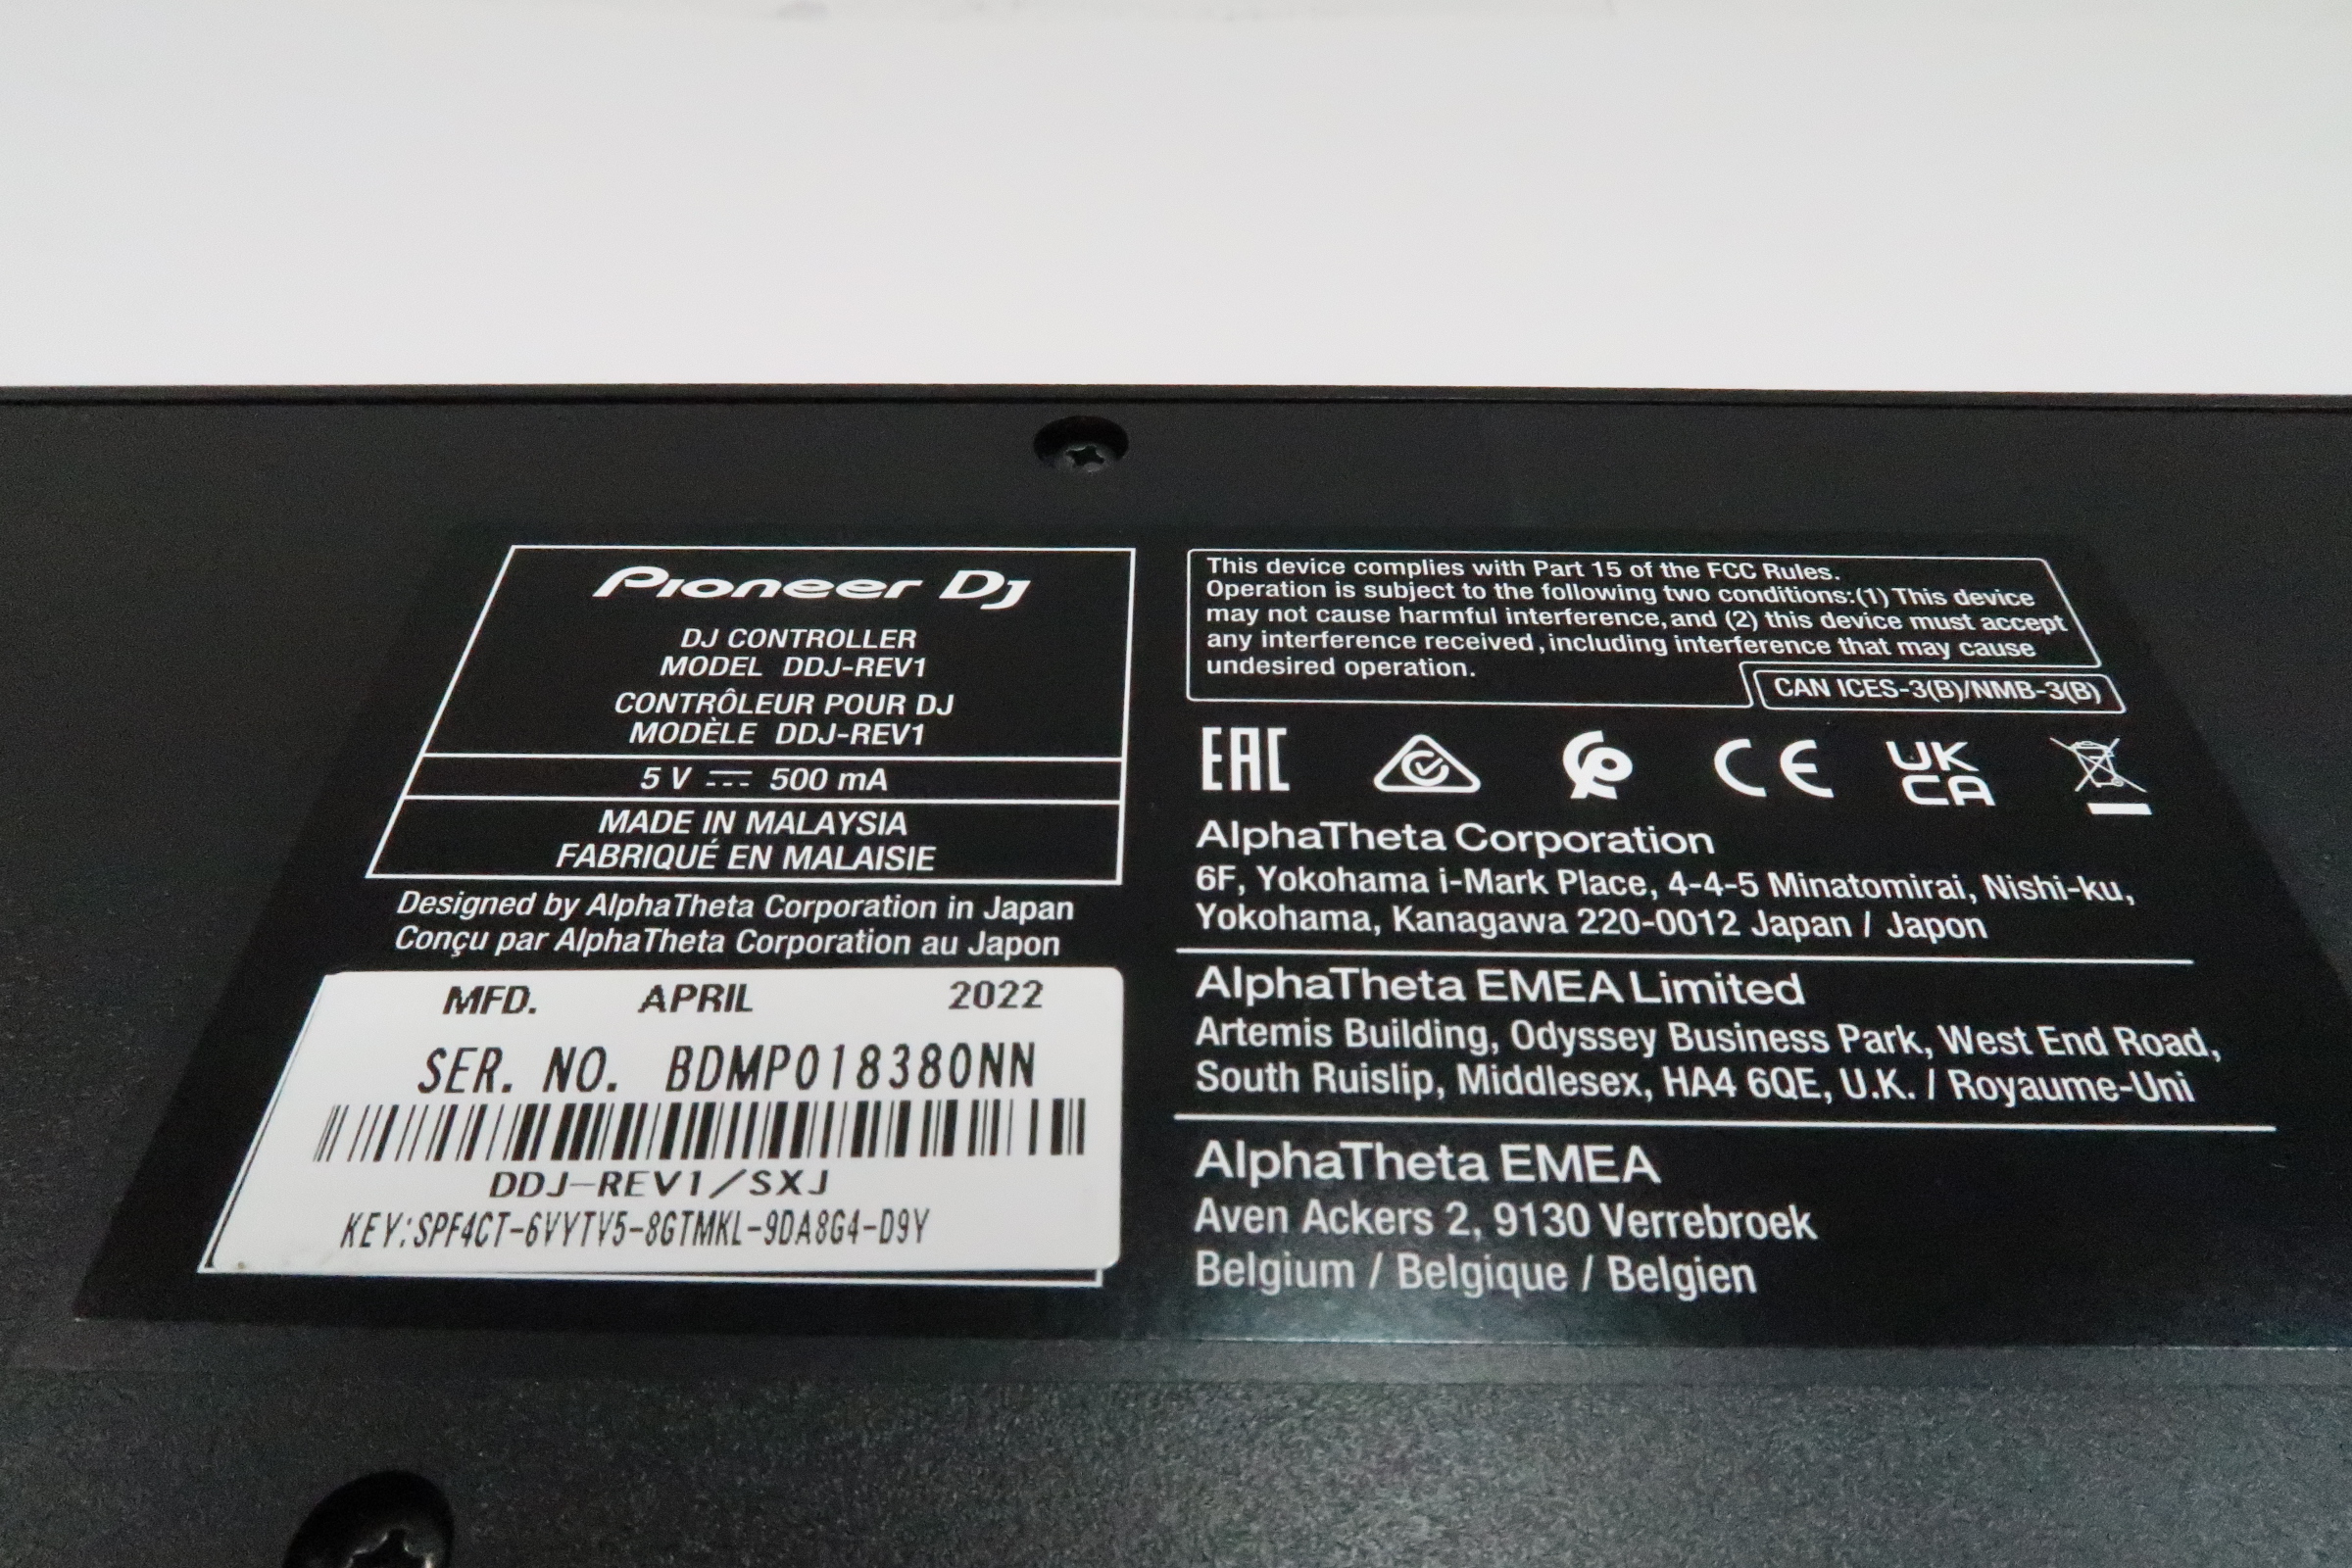 Pioneer DJ
DJ CONTROLLER
MODEL DDJ-REV1
CONTRÔLEUR POUR DJ
MODÈLE DDJ-REV1
5 V ⎓ 500 mA
MADE IN MALAYSIA
FABRIQUÉ EN MALAISIE
Designed by AlphaTheta Corporation in Japan
Conçu par AlphaTheta Corporation au Japon
MFD. APRIL 2022
SER. NO. BDMP018380NN
DDJ-REV1/SXJ
KEY:SPF4CT-6VYTV5-8GTMKL-9DA8G4-D9Y
This device complies with Part 15 of the FCC Rules.
Operation is subject to the following two conditions:(1) This device
may not cause harmful interference, and (2) this device must accept
any interference received, including interference that may cause
undesired operation.
CAN ICES-3(B)/NMB-3(B)
EAC CE UK
CA
AlphaTheta Corporation
6F, Yokohama i-Mark Place, 4-4-5 Minatomirai, Nishi-ku,
Yokohama, Kanagawa 220-0012 Japan / Japon
AlphaTheta EMEA Limited
Artemis Building, Odyssey Business Park, West End Road,
South Ruislip, Middlesex, HA4 6QE, U.K. / Royaume-Uni
AlphaTheta EMEA
Aven Ackers 2, 9130 Verrebroek
Belgium / Belgique / Belgien